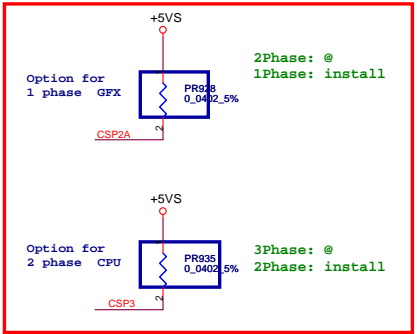 +5VS
2Phase: @
1Phase: install
Option for
1 phase  GFX
1
PR928
0_0402_5%
2
CSP2A
+5VS
Option for
2 phase  CPU
3Phase: @
2Phase: install
1
PR935
0_0402_5%
2
CSP3